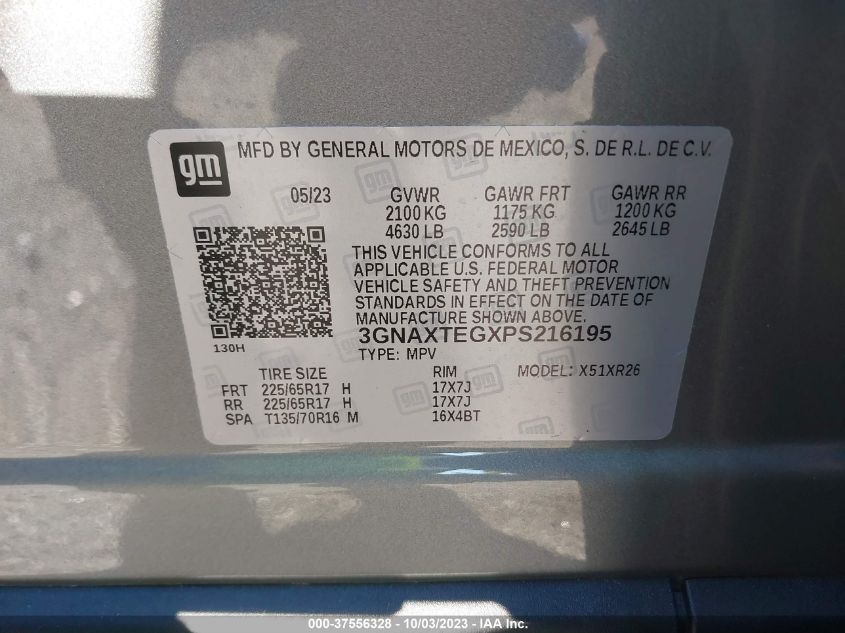 gm
MFD BY GENERAL MOTORS DE MEXICO, S. DE R.L. DE C.V.
05/23 GVWR GAWR FRT GAWR RR
2100 KG 1175 KG 1200 KG
4630 LB 2590 LB 2645 LB
THIS VEHICLE CONFORMS TO ALL
APPLICABLE U.S. FEDERAL MOTOR
VEHICLE SAFETY AND THEFT PREVENTION
STANDARDS IN EFFECT ON THE DATE OF
MANUFACTURE SHOWN ABOVE.
3GNAXTEGXPS216195
130H
TYPE: MPV
TIRE SIZE RIM MODEL: X51XR26
FRT 225/65R17 H 17X7J
RR 225/65R17 H 17X7J
SPA T135/70R16 M 16X4BT
000-37556328 - 10/03/2023 - IAA Inc.